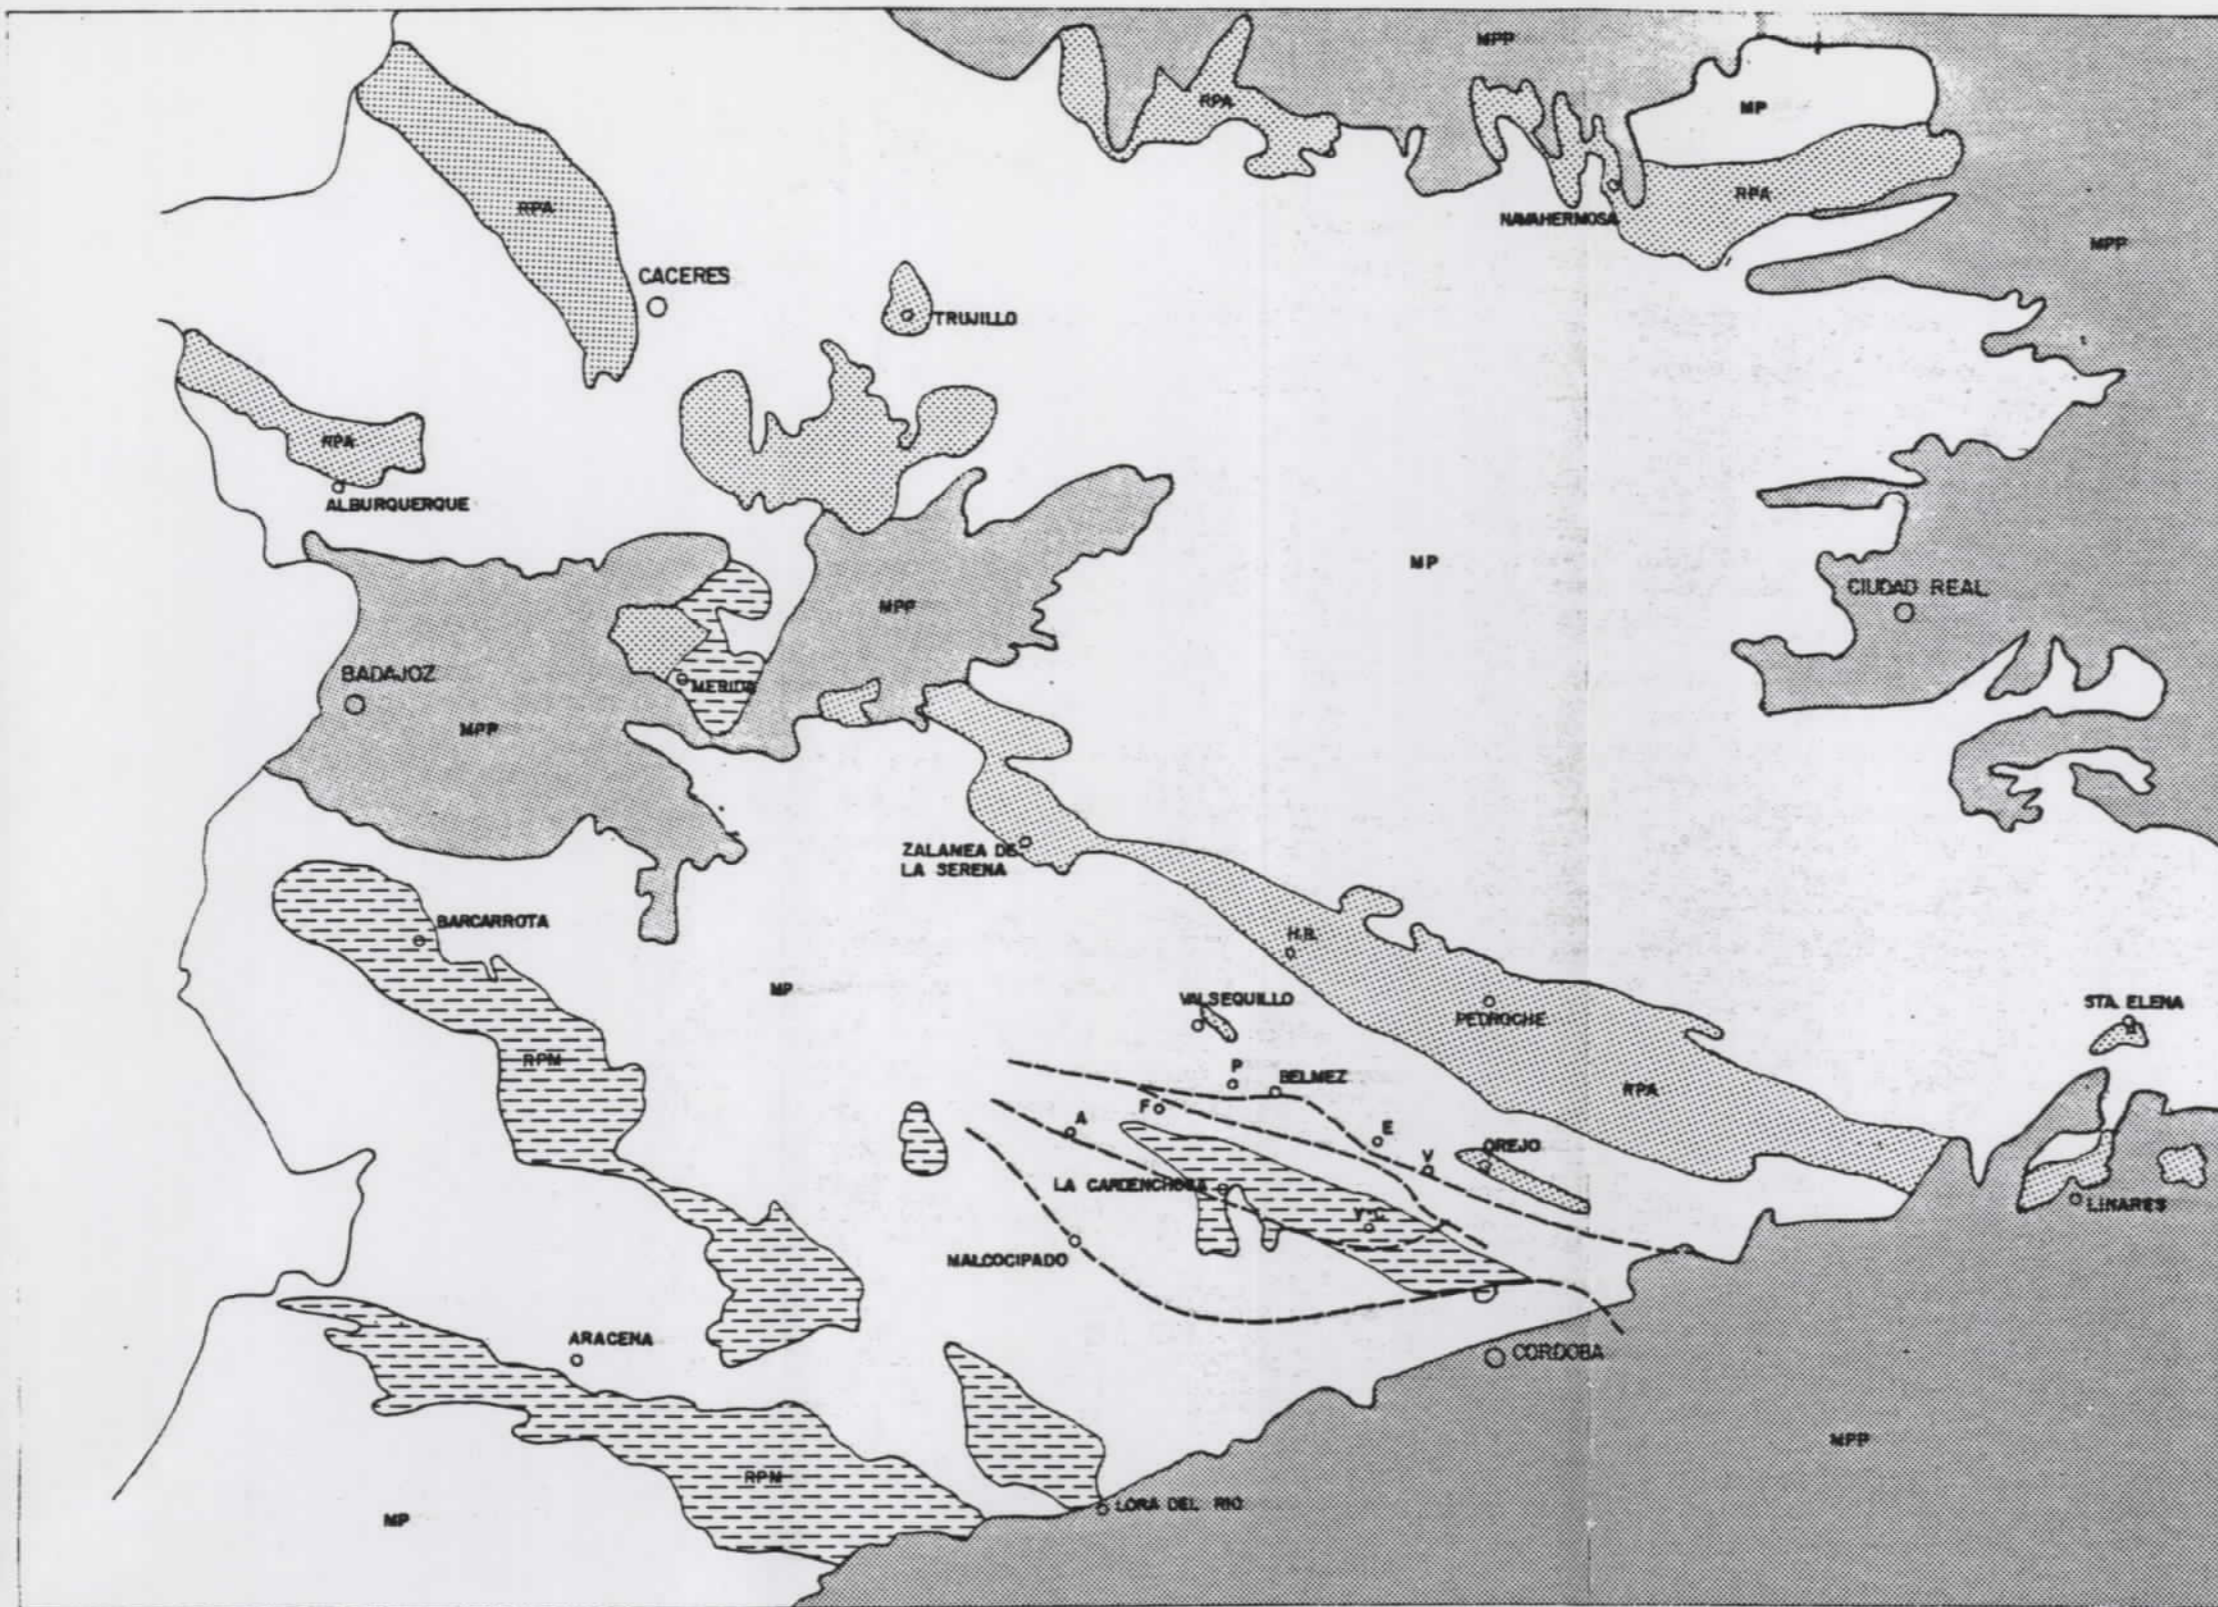 MPP
RPA
MP
RPA
RPA
NAVAHERMOSA
MPP
CACERES
TRUJILLO
RPA
ALBURQUERQUE
MP
CIUDAD REAL
MPP
BADAJOZ
MERIDA
MPP
ZALAMEA DE
LA SERENA
BARCARROTA
H.B.
MP
VALSEQUILLO
PEDROCHE
STA. ELENA
RPM
P
BELMEZ
RPA
F
A
E
V
OREJO
LA CARDENCHOSA
LINARES
MALCOCIPADO
ARACENA
CORDOBA
MPP
RPM
LORA DEL RIO
MP